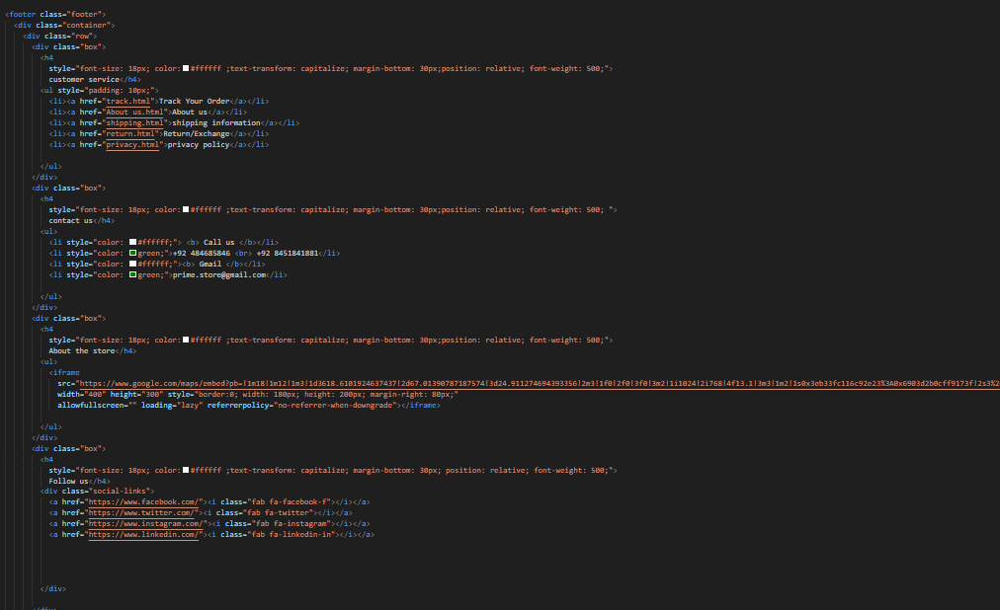 <footer class="footer">
<div class="container">
<div class="row">
<div class="box">
<h4
style="font-size: 18px; color: #ffffff ;text-transform: capitalize; margin-bottom: 30px;position: relative; font-weight: 500;">
customer service</h4>
<ul style="padding: 10px;">
<li><a href="track.html">Track Your Order</a></li>
<li><a href="About us.html">About us</a></li>
<li><a href="shipping.html">shipping information</a></li>
<li><a href="return.html">Return/Exchange</a></li>
<li><a href="privacy.html">privacy policy</a></li>
</ul>
</div>
<div class="box">
<h4
style="font-size: 18px; color: #ffffff ;text-transform: capitalize; margin-bottom: 30px;position: relative; font-weight: 500; ">
contact us</h4>
<ul>
<li style="color: #ffffff;"> <b> Call us </b></li>
<li style="color: green;">+92 484685846 <br> +92 8451841881</li>
<li style="color: #ffffff;"><b> Gmail </b></li>
<li style="color: green;">prime.store@gmail.com</li>
</ul>
</div>
<div class="box">
<h4
style="font-size: 18px; color: #ffffff ;text-transform: capitalize; margin-bottom: 30px;position: relative; font-weight: 500;">
About the store</h4>
<ul>
<iframe
src="https://www.google.com/maps/embed?pb=!1m18!1m12!1m3!1d3618.6101924637437!2d67.01390787187574!3d24.911274694393356!2m3!1f0!2f0!3f0!3m2!1i1024!2i768!4f13.1!3m3!1m2!1s0x3eb33fc116c92e23%3A0x6903d2b0cff9173f!2s3%2
width="400" height="300" style="border:0; width: 180px; height: 200px; margin-right: 80px;"
allowfullscreen="" loading="lazy" referrerpolicy="no-referrer-when-downgrade"></iframe>
</ul>
</div>
<div class="box">
<h4
style="font-size: 18px; color: #ffffff ;text-transform: capitalize; margin-bottom: 30px; position: relative; font-weight: 500;">
Follow us</h4>
<div class="social-links">
<a href="https://www.facebook.com/"><i class="fab fa-facebook-f"></i></a>
<a href="https://www.twitter.com/"><i class="fab fa-twitter"></i></a>
<a href="https://www.instagram.com/"><i class="fab fa-instagram"></i></a>
<a href="https://www.linkedin.com/"><i class="fab fa-linkedin-in"></i></a>
</div>
</div>